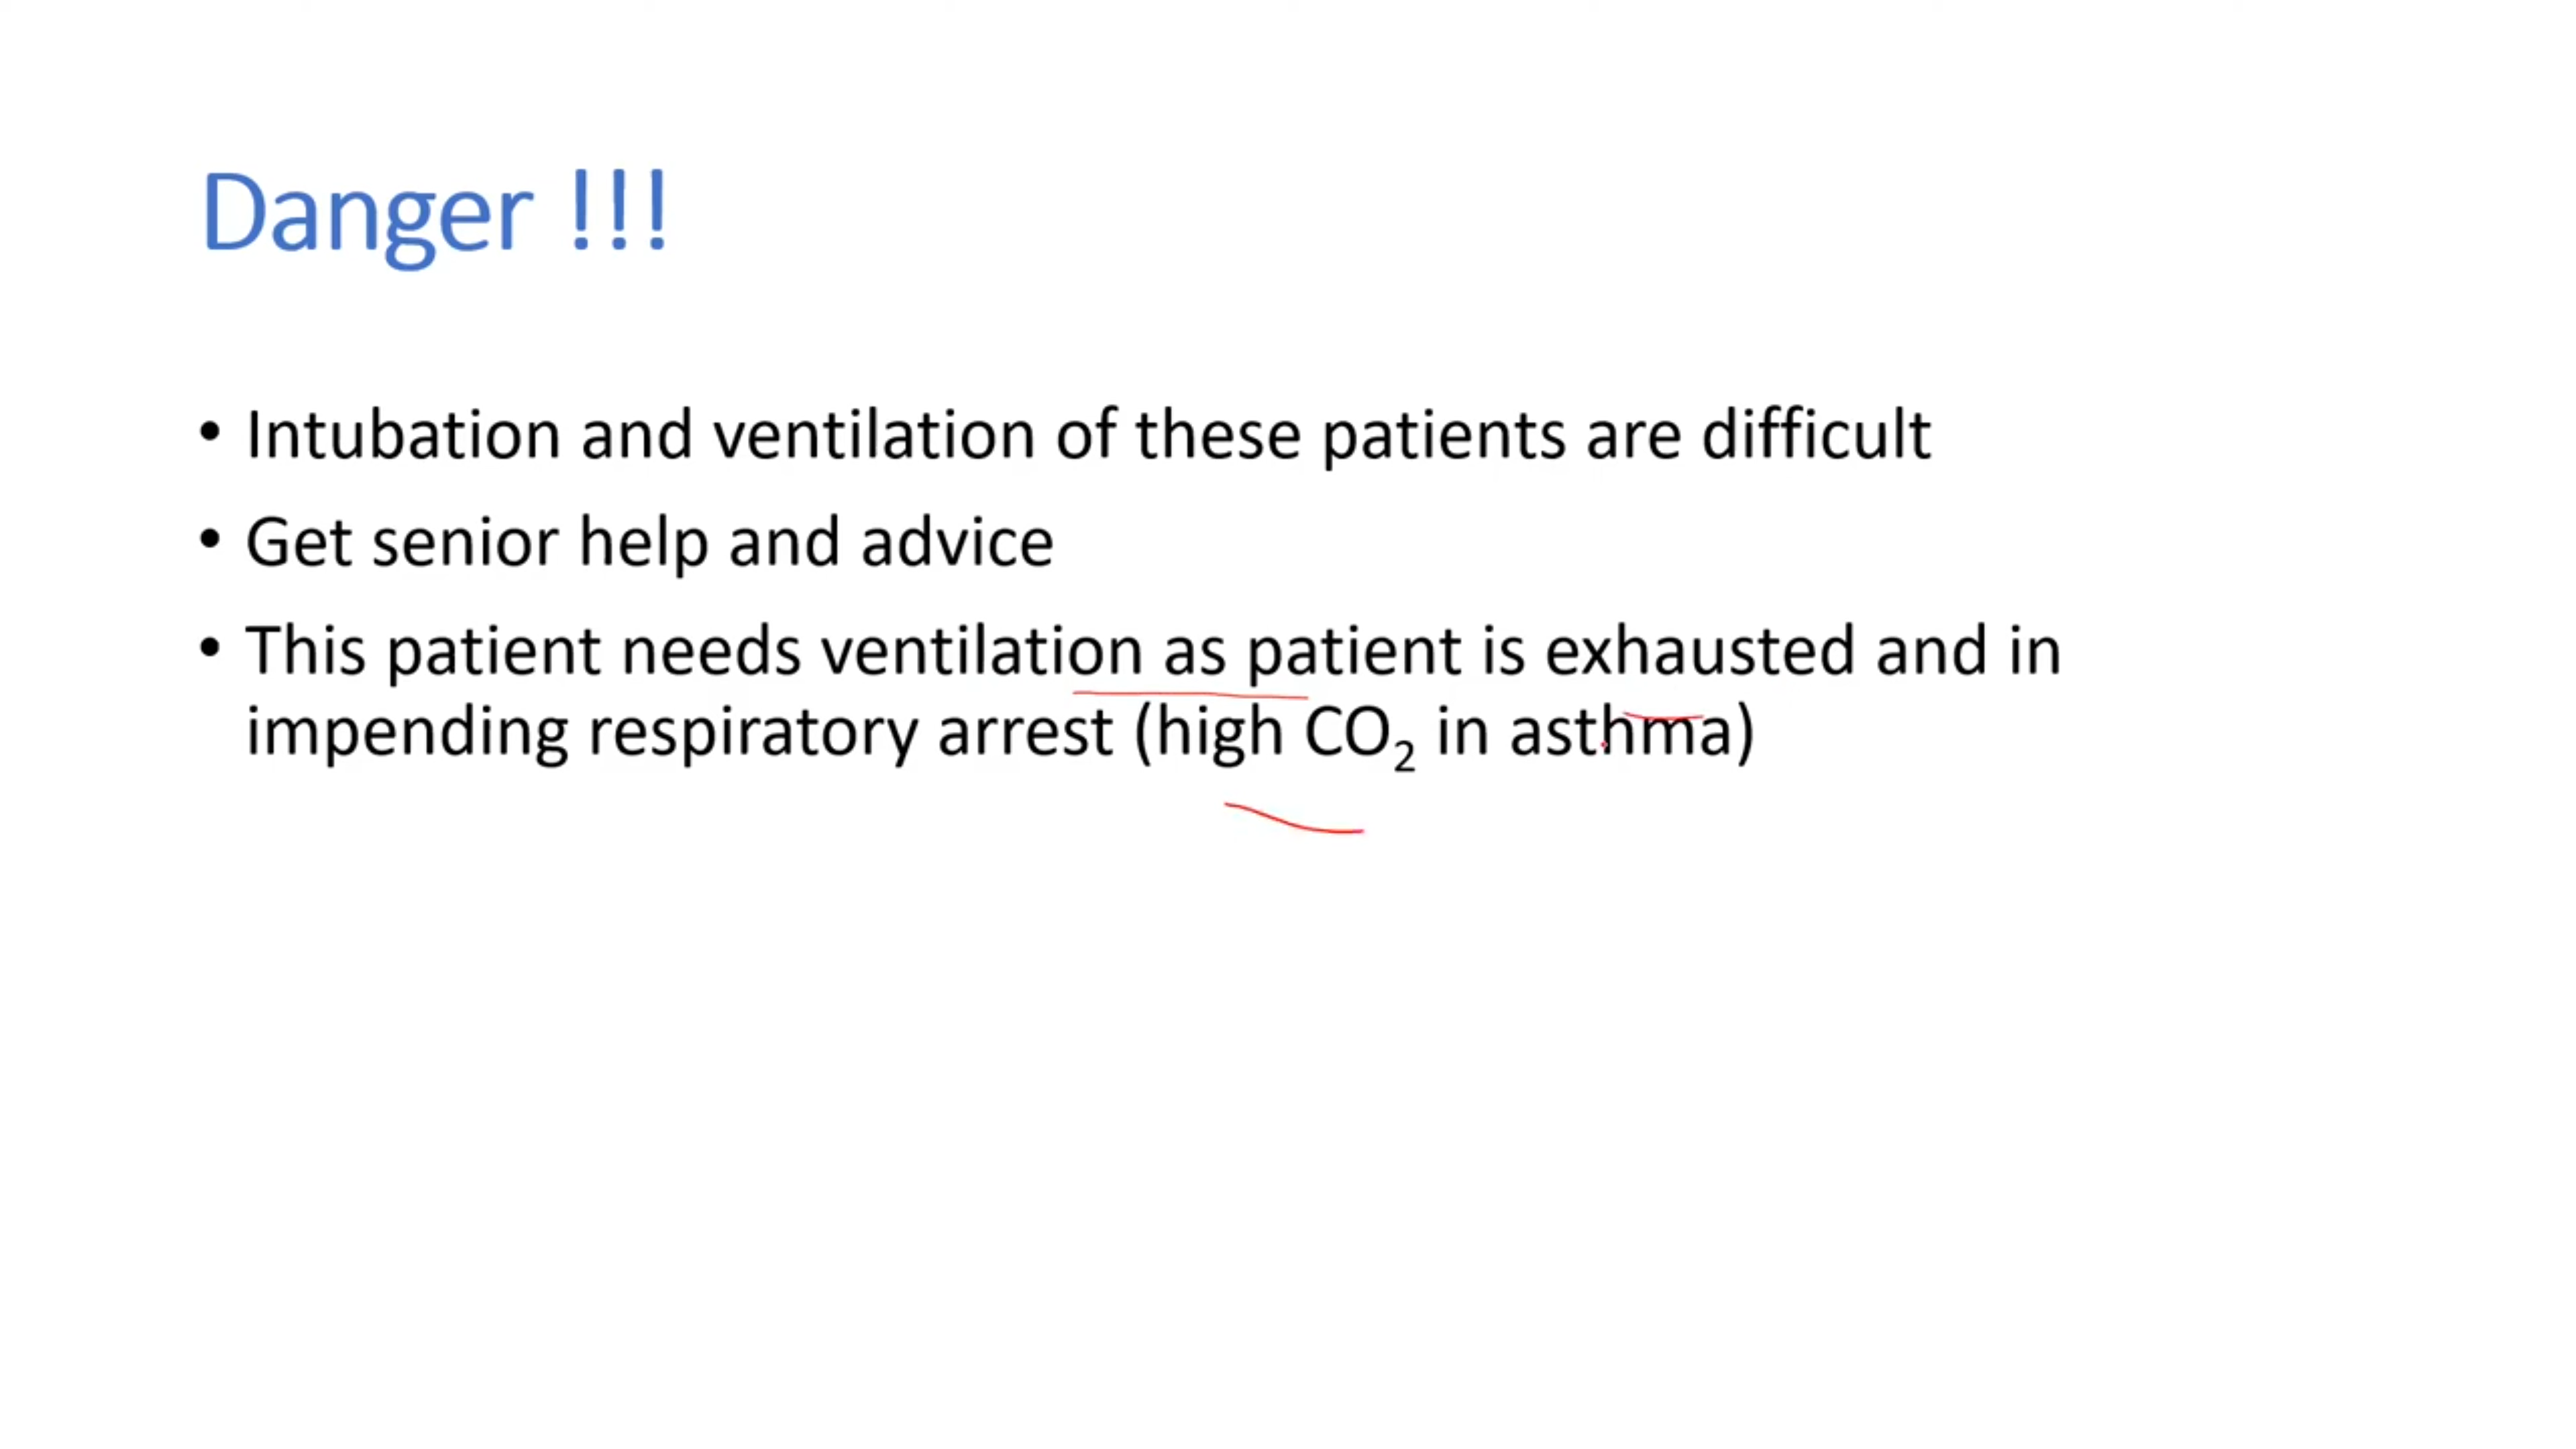 Danger !!!
• Intubation and ventilation of these patients are difficult
• Get senior help and advice
• This patient needs ventilation as patient is exhausted and in
impending respiratory arrest (high CO₂ in asthma)